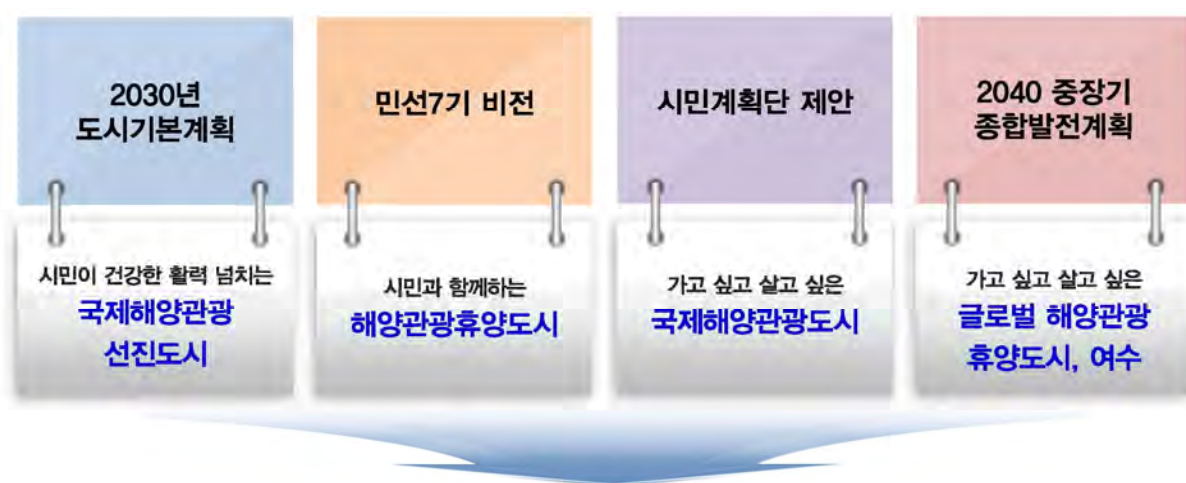 2030년
도시기본계획
시민이 건강한 활력 넘치는
국제해양관광
선진도시
민선7기 비전
시민과 함께하는
해양관광휴양도시
시민계획단 제안
가고 싶고 살고 싶은
국제해양관광도시
2040 중장기
종합발전계획
가고 싶고 살고 싶은
글로벌 해양관광
휴양도시, 여수